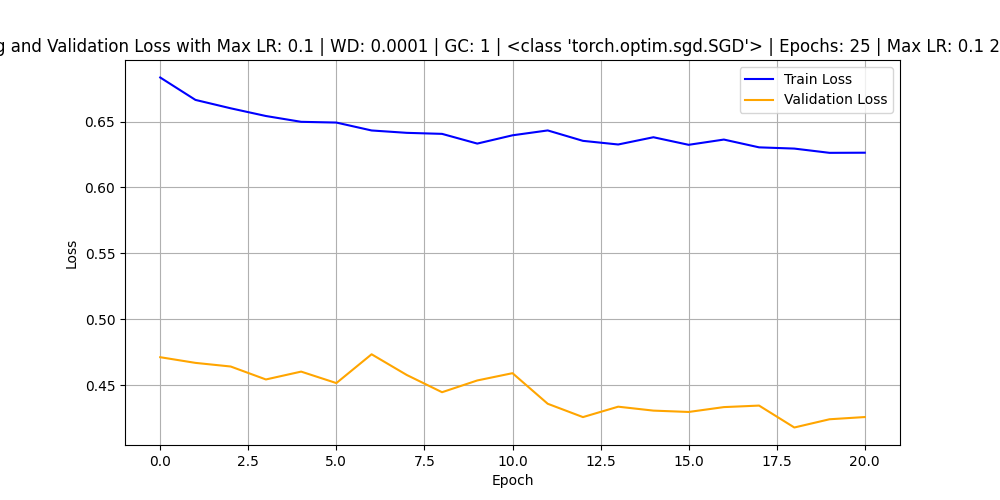 g and Validation Loss with Max LR: 0.1 | WD: 0.0001 | GC: 1 | <class 'torch.optim.sgd.SGD'> | Epochs: 25 | Max LR: 0.1 2
Train Loss
Validation Loss
0.65
0.60
0.55
0.50
0.45
Loss
0.0 2.5 5.0 7.5 10.0 12.5 15.0 17.5 20.0
Epoch